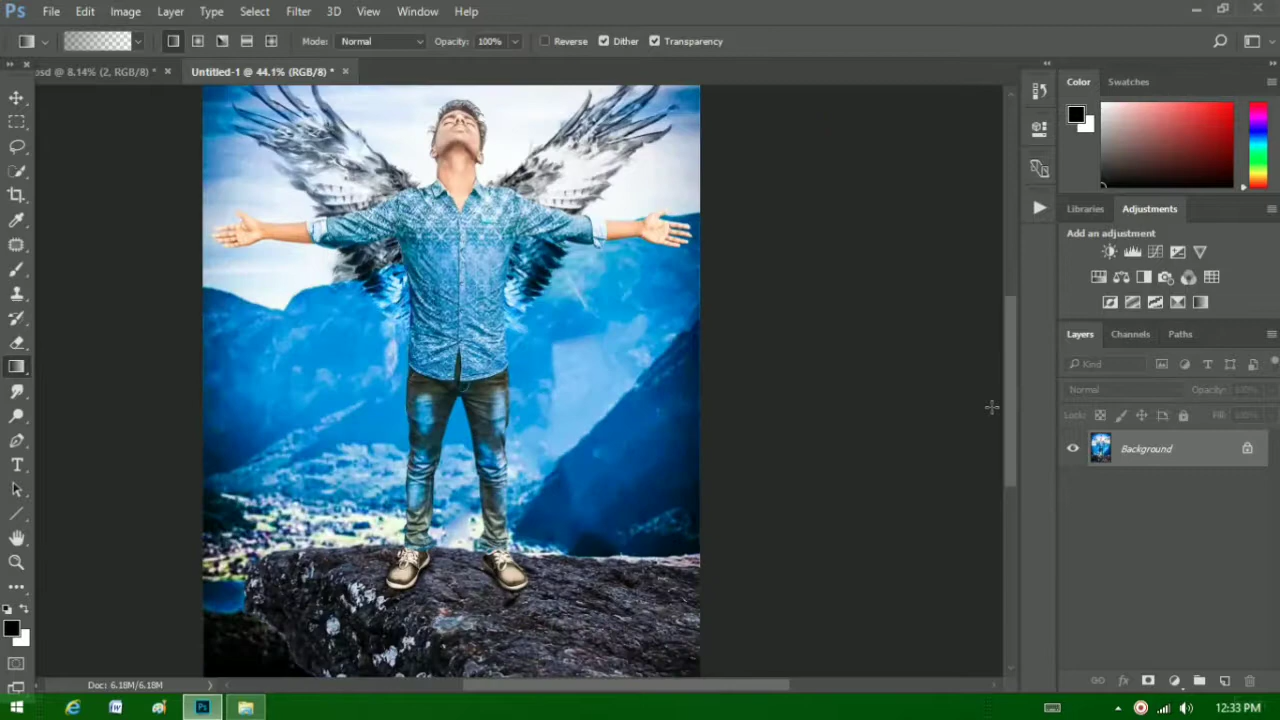 Ps File Edit Image Layer Type Select Filter 3D View Window Help
Mode: Normal Opacity: 100% Reverse Dither Transparency
sd @ 8.14% (2, RGB/8) * × Untitled-1 @ 44.1% (RGB/8) * ×
Color Swatches
Libraries Adjustments
Add an adjustment
Layers Channels Paths
Kind
Normal Opacity: 100%
Lock: Fill: 100%
Background
Doc: 6.18M/6.18M
12:33 PM